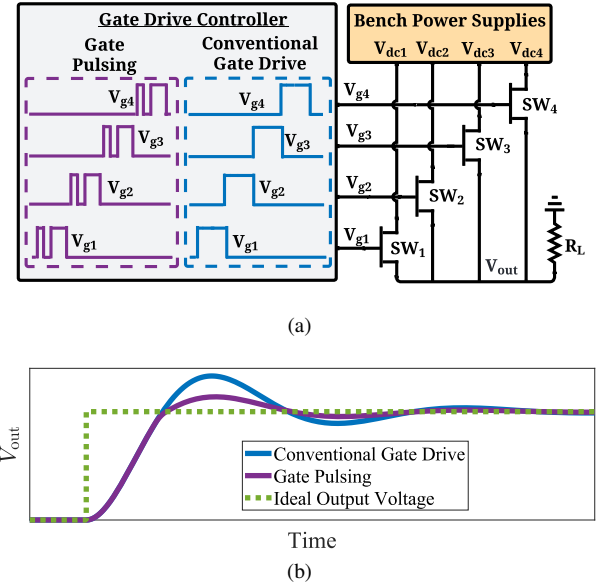 Gate Drive Controller
Gate
Pulsing
Conventional
Gate Drive
Vg4
Vg3
Vg2
Vg1
Vg4
Vg3
Vg2
Vg1
Bench Power Supplies
Vdc1 Vdc2 Vdc3 Vdc4
Vg4
Vg3
Vg2
Vg1
SW4
SW3
SW2
SW1
Vout
RL
(a)
Vout
Conventional Gate Drive
Gate Pulsing
Ideal Output Voltage
Time
(b)